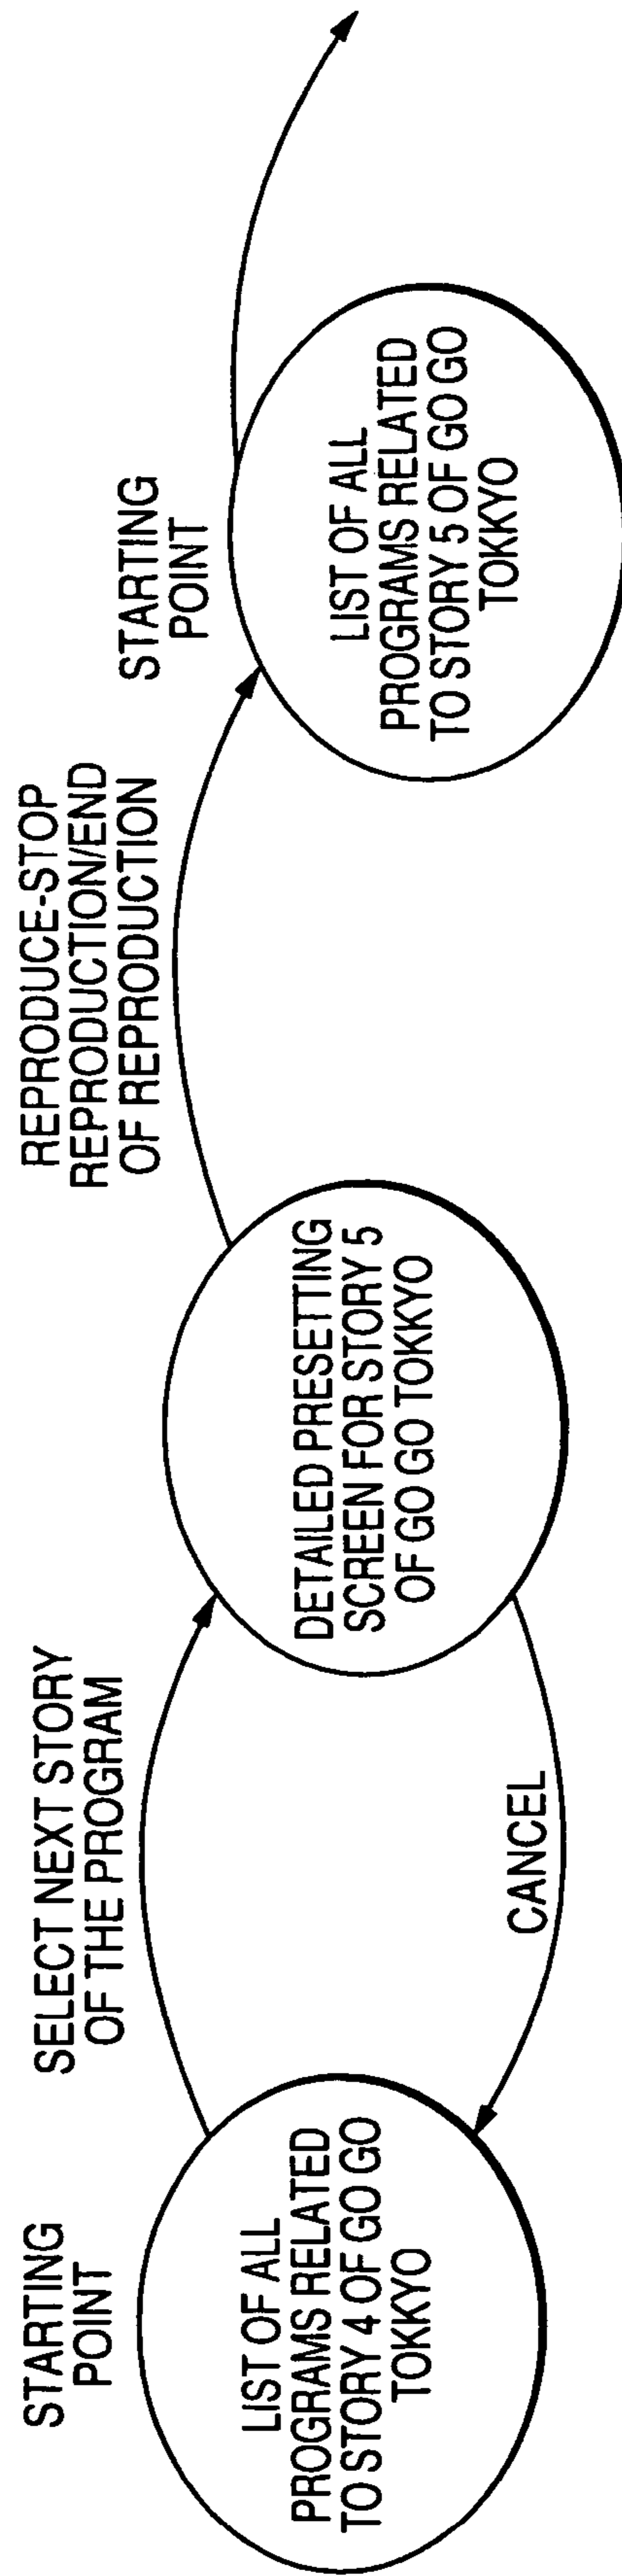 STARTING
POINT
LIST OF ALL
PROGRAMS RELATED
TO STORY 4 OF GO GO
TOKKYO
SELECT NEXT STORY
OF THE PROGRAM
CANCEL
DETAILED PRESETTING
SCREEN FOR STORY 5
OF GO GO TOKKYO
REPRODUCE-STOP
REPRODUCTION/END
OF REPRODUCTION
STARTING
POINT
LIST OF ALL
PROGRAMS RELATED
TO STORY 5 OF GO GO
TOKKYO